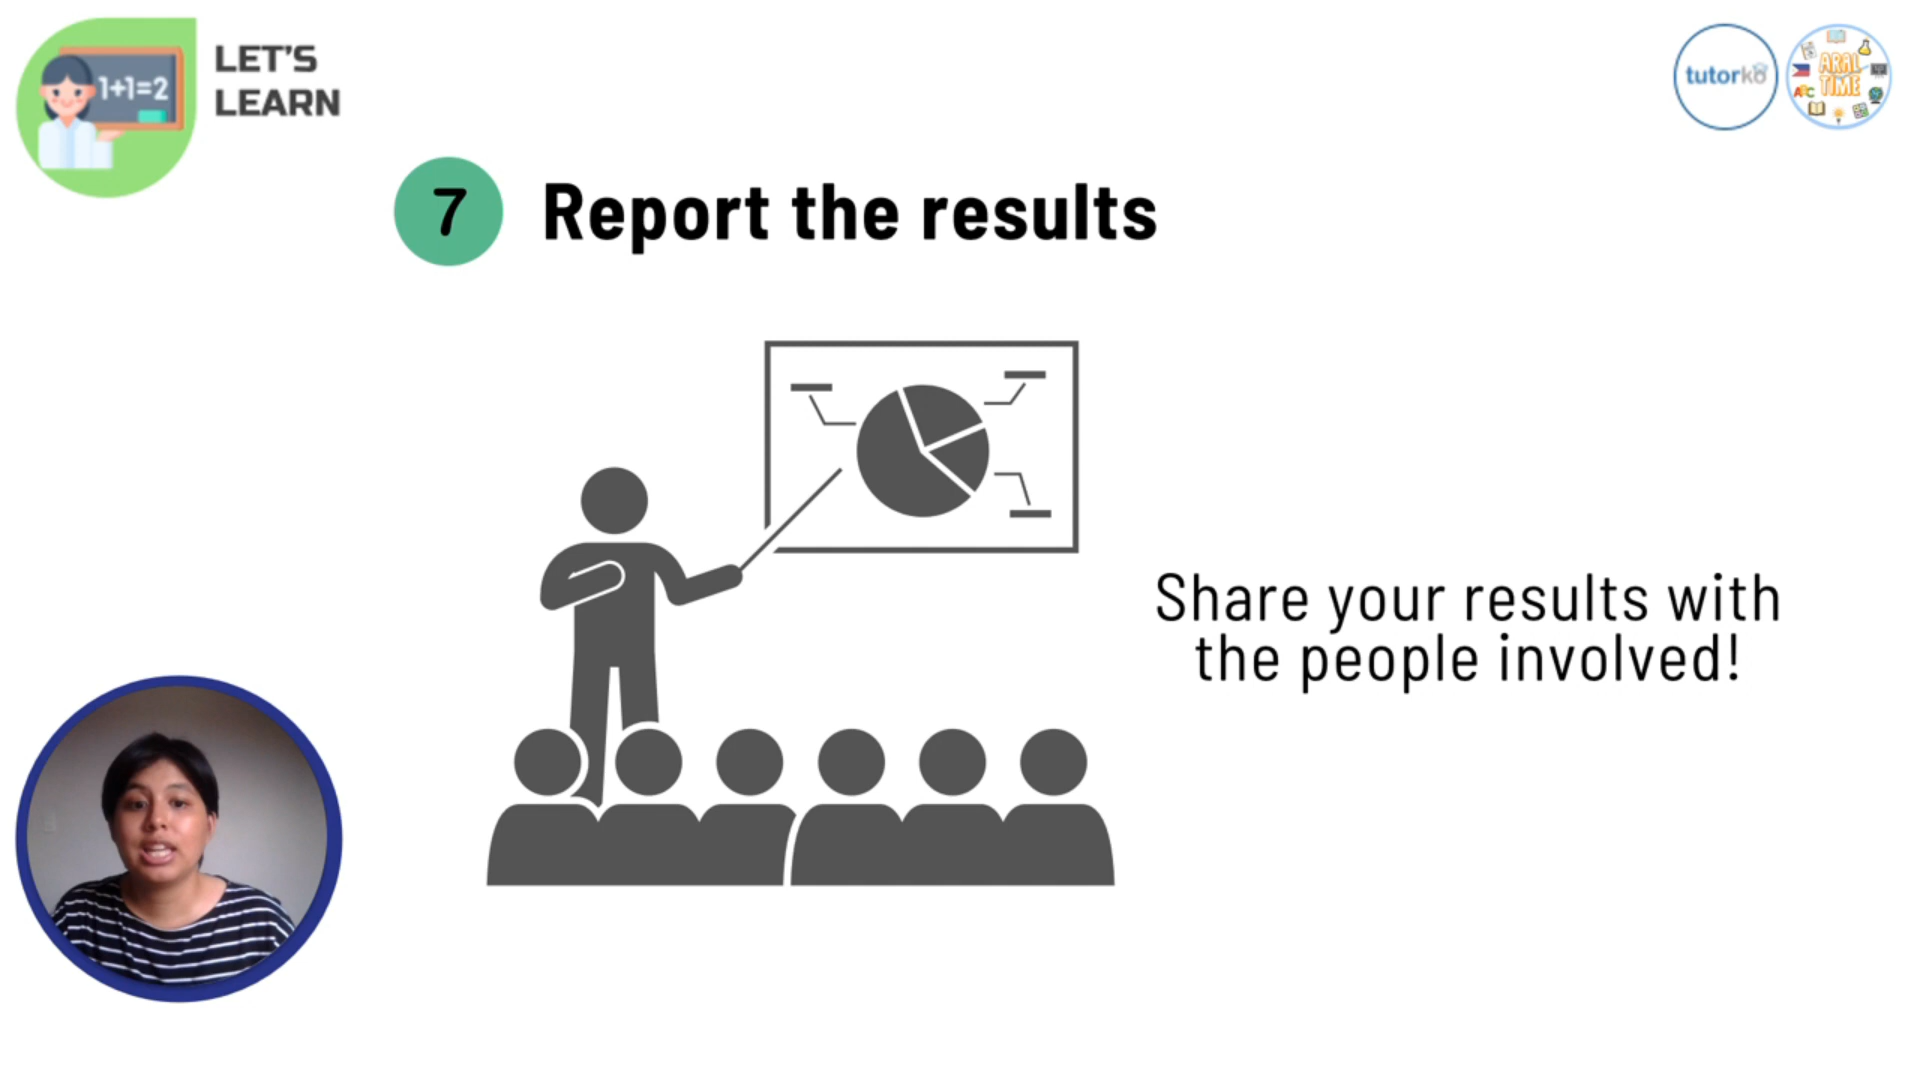 LET'S
LEARN
1+1=2
tutorko
ARAL
TIME
ABC
7
Report the results
Share your results with
the people involved!